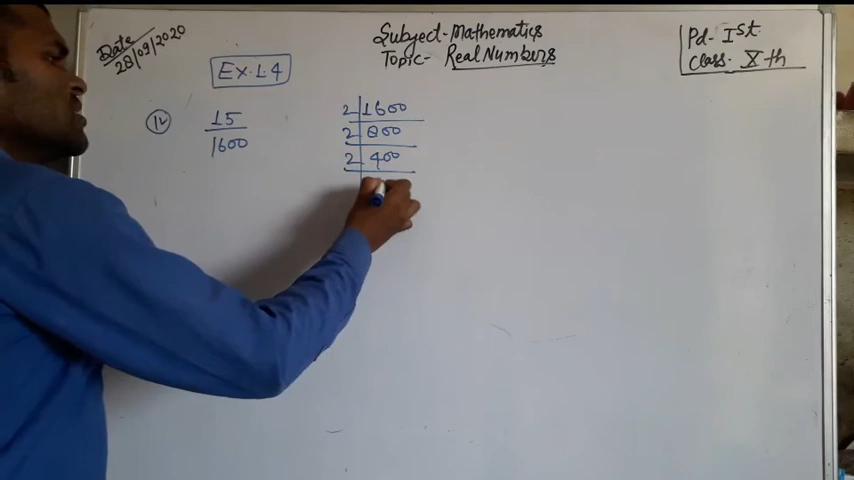 Date
28/09/2020
Subject-Mathematics
Topic- Real Numbers
Pd- Ist
Class- X th
Ex.1.4
15
1600
2 1600
2 800
2 400